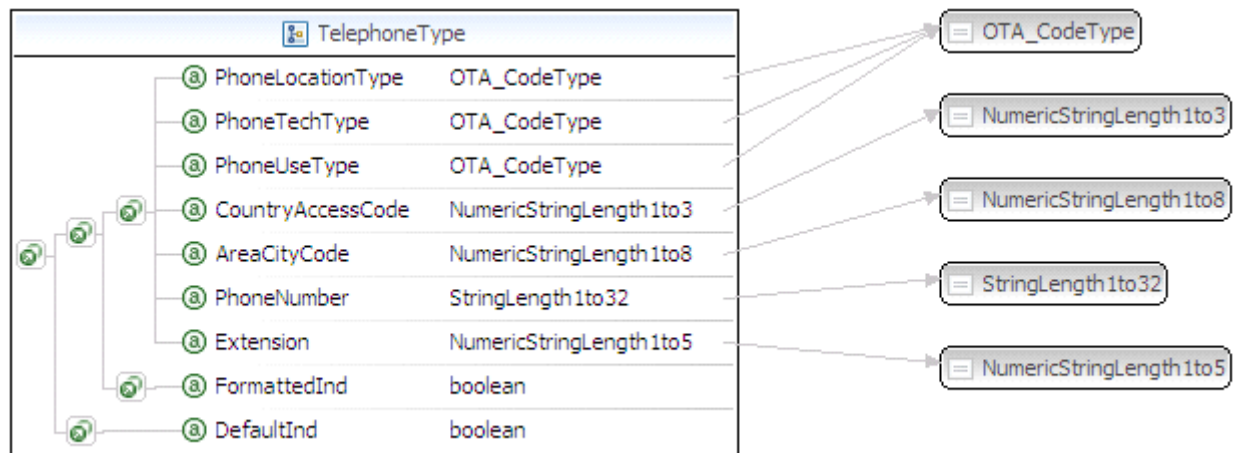 TelephoneType
PhoneLocationType OTA_CodeType
PhoneTechType OTA_CodeType
PhoneUseType OTA_CodeType
CountryAccessCode NumericStringLength1to3
AreaCityCode NumericStringLength1to8
PhoneNumber StringLength1to32
Extension NumericStringLength1to5
FormattedInd boolean
DefaultInd boolean
OTA_CodeType
NumericStringLength1to3
NumericStringLength1to8
StringLength1to32
NumericStringLength1to5